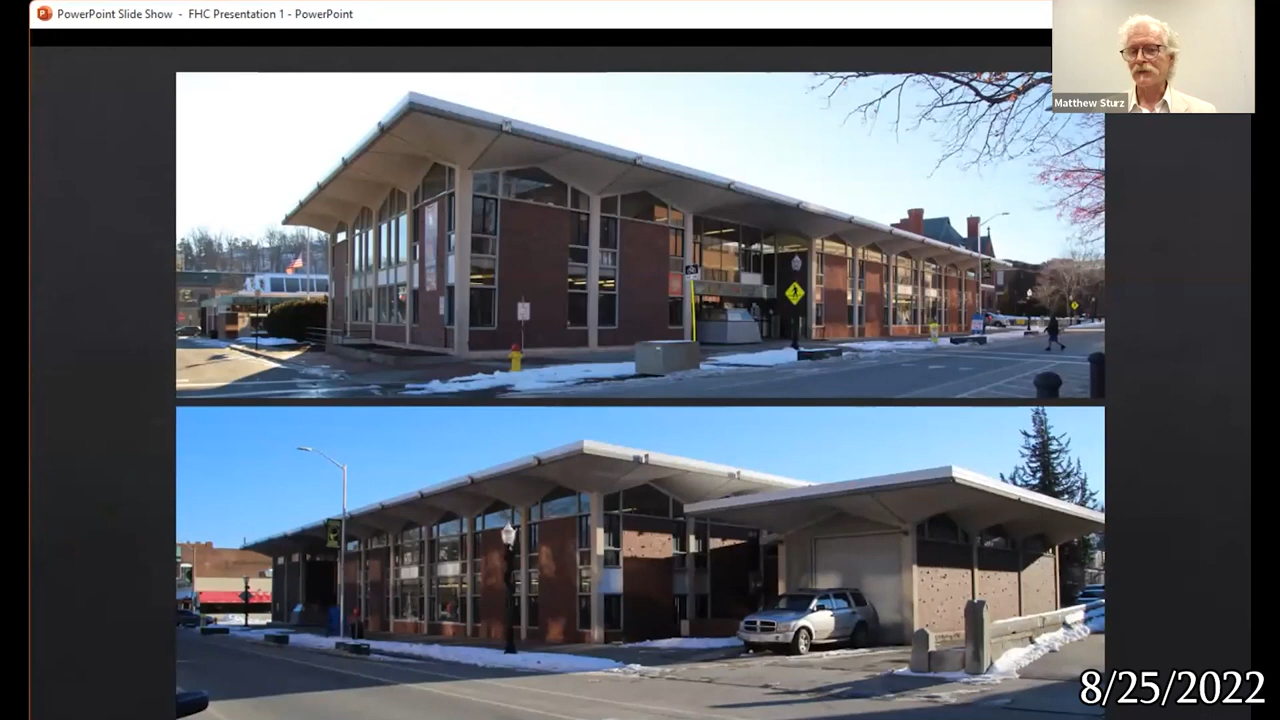 PowerPoint Slide Show - FHC Presentation 1 - PowerPoint
Matthew Sturz
8/25/2022